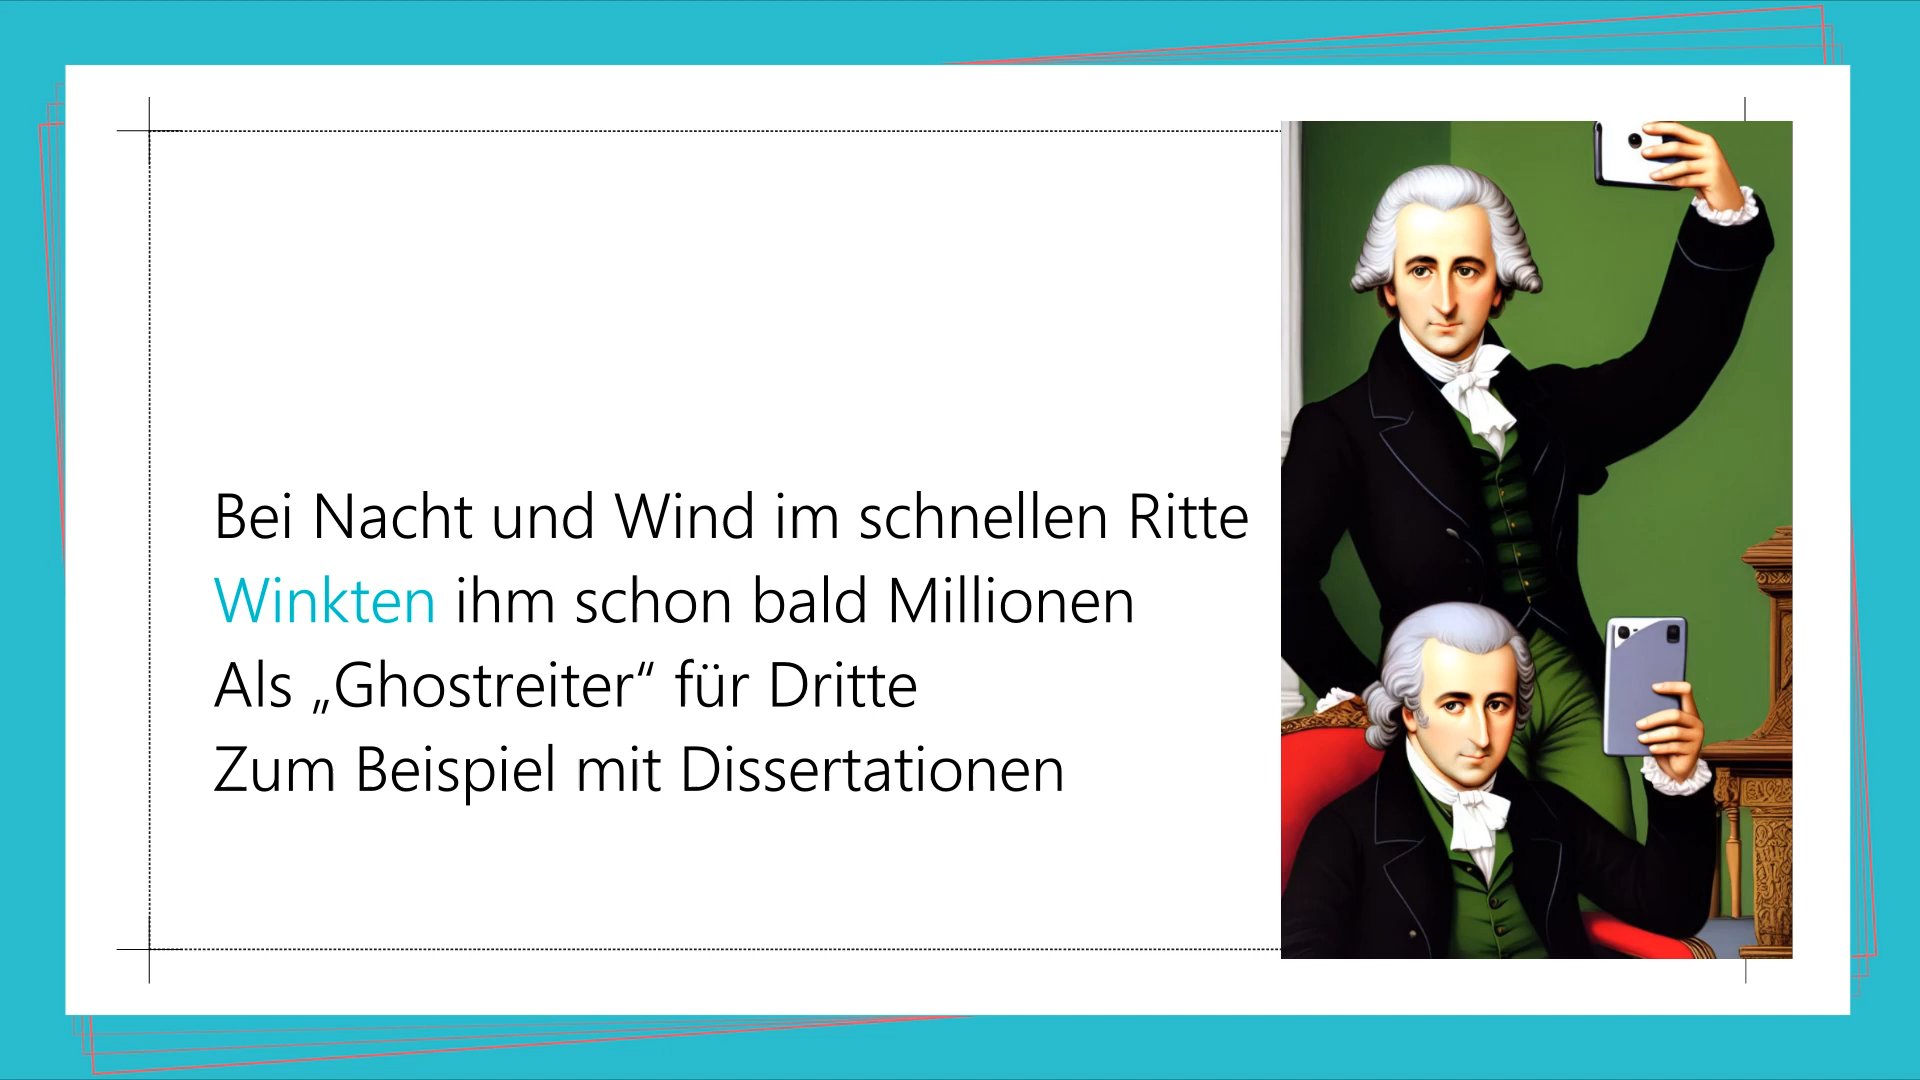 Bei Nacht und Wind im schnellen Ritte
Winkten ihm schon bald Millionen
Als „Ghostreiter“ für Dritte
Zum Beispiel mit Dissertationen